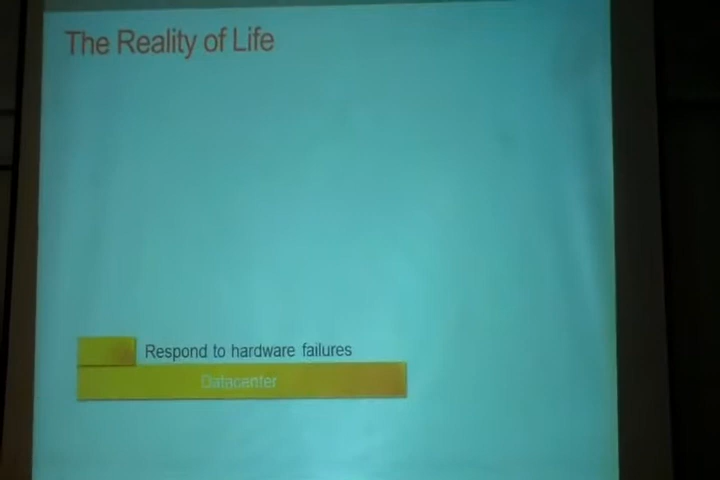 The Reality of Life
Respond to hardware failures
Datacenter